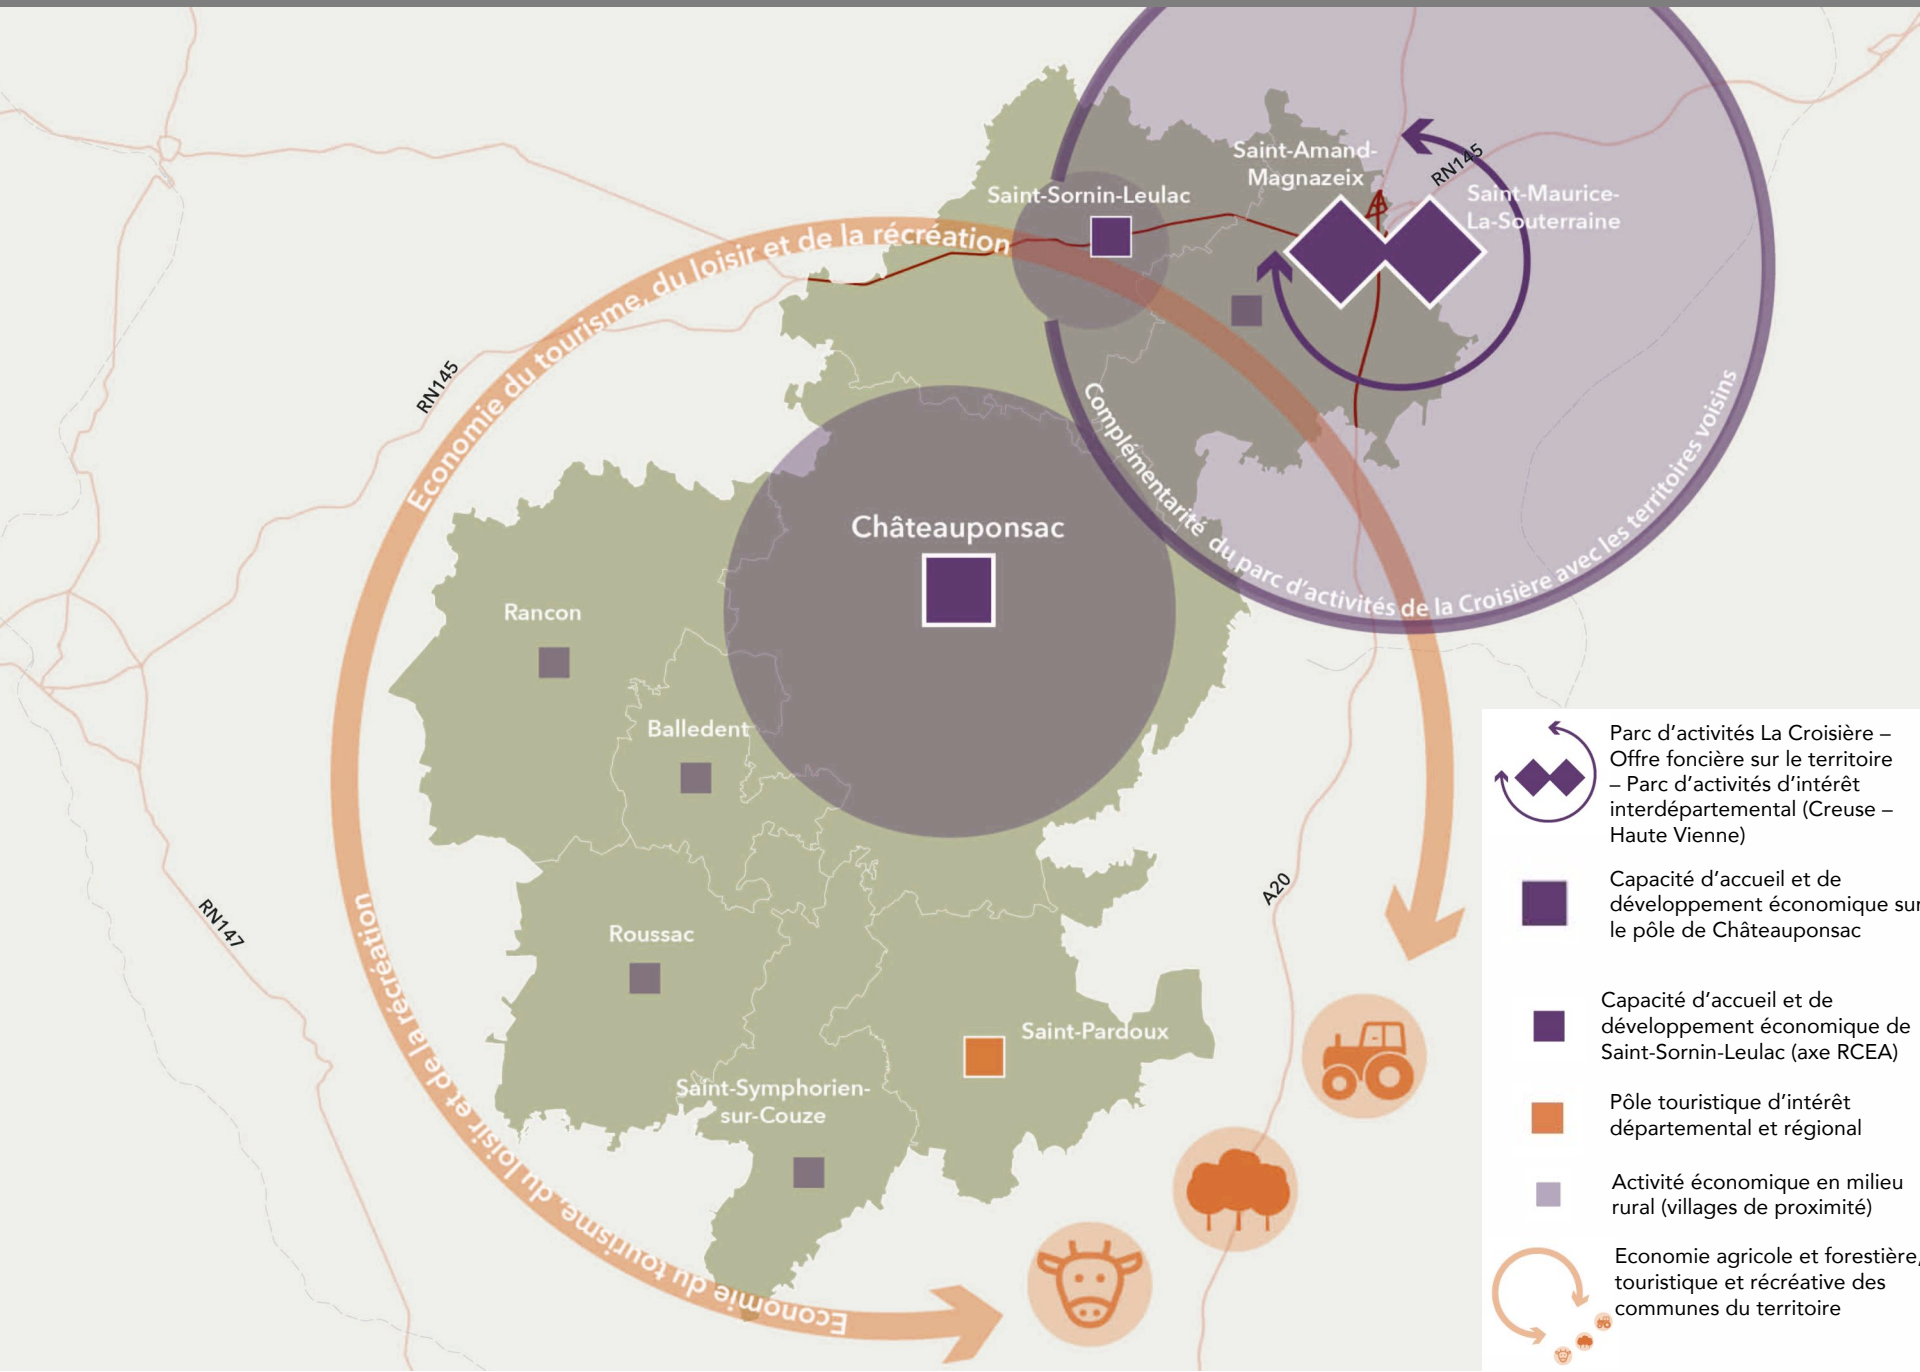 Saint-Amand-
Magnazeix
RN145
Saint-Sornin-Leulac
Saint-Maurice-
La-Souterraine
Economie du tourisme, du loisir et de la récréation
RN145
Complémentarité du parc d'activités de la Croisière avec les territoires voisins
Châteauponsac
Rancon
Balledent
A20
RN147
Roussac
Saint-Pardoux
Saint-Symphorien-
sur-Couze
Economie du tourisme, du loisir et de la récréation
Parc d'activités La Croisière –
Offre foncière sur le territoire
– Parc d'activités d'intérêt
interdépartemental (Creuse –
Haute Vienne)
Capacité d'accueil et de
développement économique sur
le pôle de Châteauponsac
Capacité d'accueil et de
développement économique de
Saint-Sornin-Leulac (axe RCEA)
Pôle touristique d'intérêt
départemental et régional
Activité économique en milieu
rural (villages de proximité)
Economie agricole et forestière,
touristique et récréative des
communes du territoire